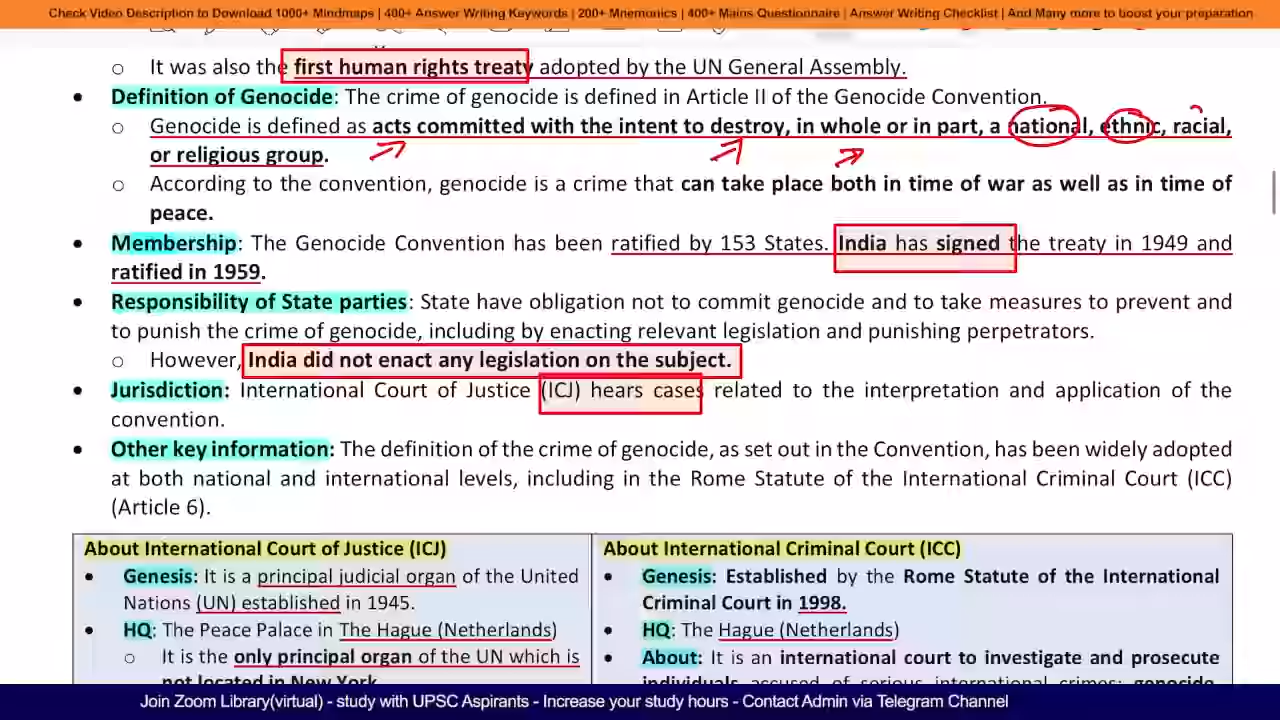 Check Video Description to Download 1000+ Mindmaps | 400+ Answer Writing Keywords | 200+ Mnemonics | 400+ Mains Questionnaire | Answer Writing Checklist | And Many more to boost your preparation
o It was also the first human rights treaty adopted by the UN General Assembly.
• Definition of Genocide: The crime of genocide is defined in Article II of the Genocide Convention.
o Genocide is defined as acts committed with the intent to destroy, in whole or in part, a national, ethnic, racial,
or religious group.
o According to the convention, genocide is a crime that can take place both in time of war as well as in time of
peace.
• Membership: The Genocide Convention has been ratified by 153 States. India has signed the treaty in 1949 and
ratified in 1959.
• Responsibility of State parties: State have obligation not to commit genocide and to take measures to prevent and
to punish the crime of genocide, including by enacting relevant legislation and punishing perpetrators.
o However, India did not enact any legislation on the subject.
• Jurisdiction: International Court of Justice (ICJ) hears cases related to the interpretation and application of the
convention.
• Other key information: The definition of the crime of genocide, as set out in the Convention, has been widely adopted
at both national and international levels, including in the Rome Statute of the International Criminal Court (ICC)
(Article 6).
About International Court of Justice (ICJ)
• Genesis: It is a principal judicial organ of the United
Nations (UN) established in 1945.
• HQ: The Peace Palace in The Hague (Netherlands)
o It is the only principal organ of the UN which is
not located in New York.
About International Criminal Court (ICC)
• Genesis: Established by the Rome Statute of the International
Criminal Court in 1998.
• HQ: The Hague (Netherlands)
• About: It is an international court to investigate and prosecute
individuals accused of serious international crimes: genocide,
Join Zoom Library(virtual) - study with UPSC Aspirants - Increase your study hours - Contact Admin via Telegram Channel